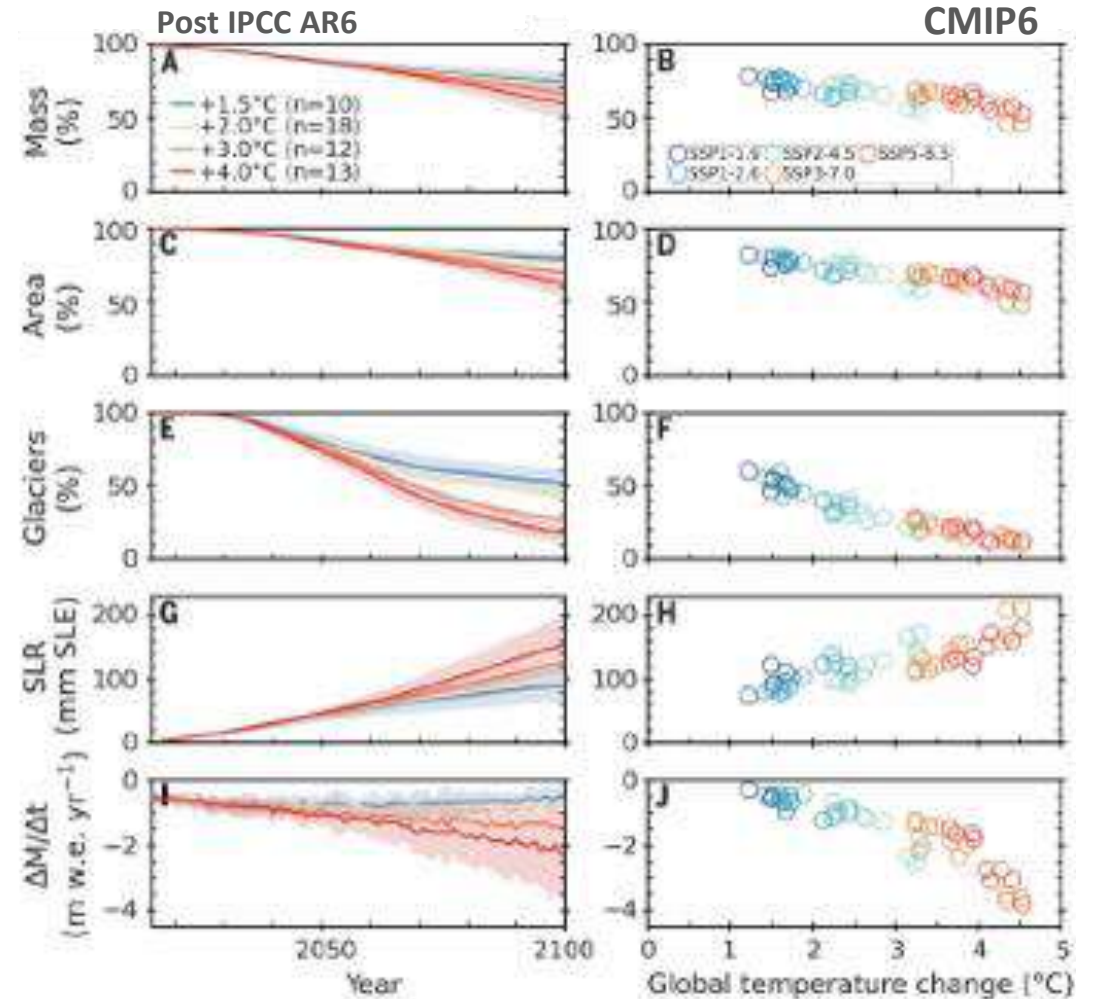 Post IPCC AR6
CMIP6
Mass
(%)
100
50
0
A
+1.5°C (n=10)
+2.0°C (n=18)
+3.0°C (n=12)
+4.0°C (n=13)
100
50
0
B
SSP1-1.9 SSP2-4.5 SSP5-8.5
SSP1-2.6 SSP3-7.0
Area
(%)
100
50
0
C
100
50
0
D
Glaciers
(%)
100
50
0
E
100
50
0
F
SLR
(mm SLE)
200
100
0
G
200
100
0
H
ΔM/Δt
(m w.e. yr⁻¹)
0
−2
−4
I
0
−2
−4
J
2050 2100
Year
0 1 2 3 4 5
Global temperature change (°C)